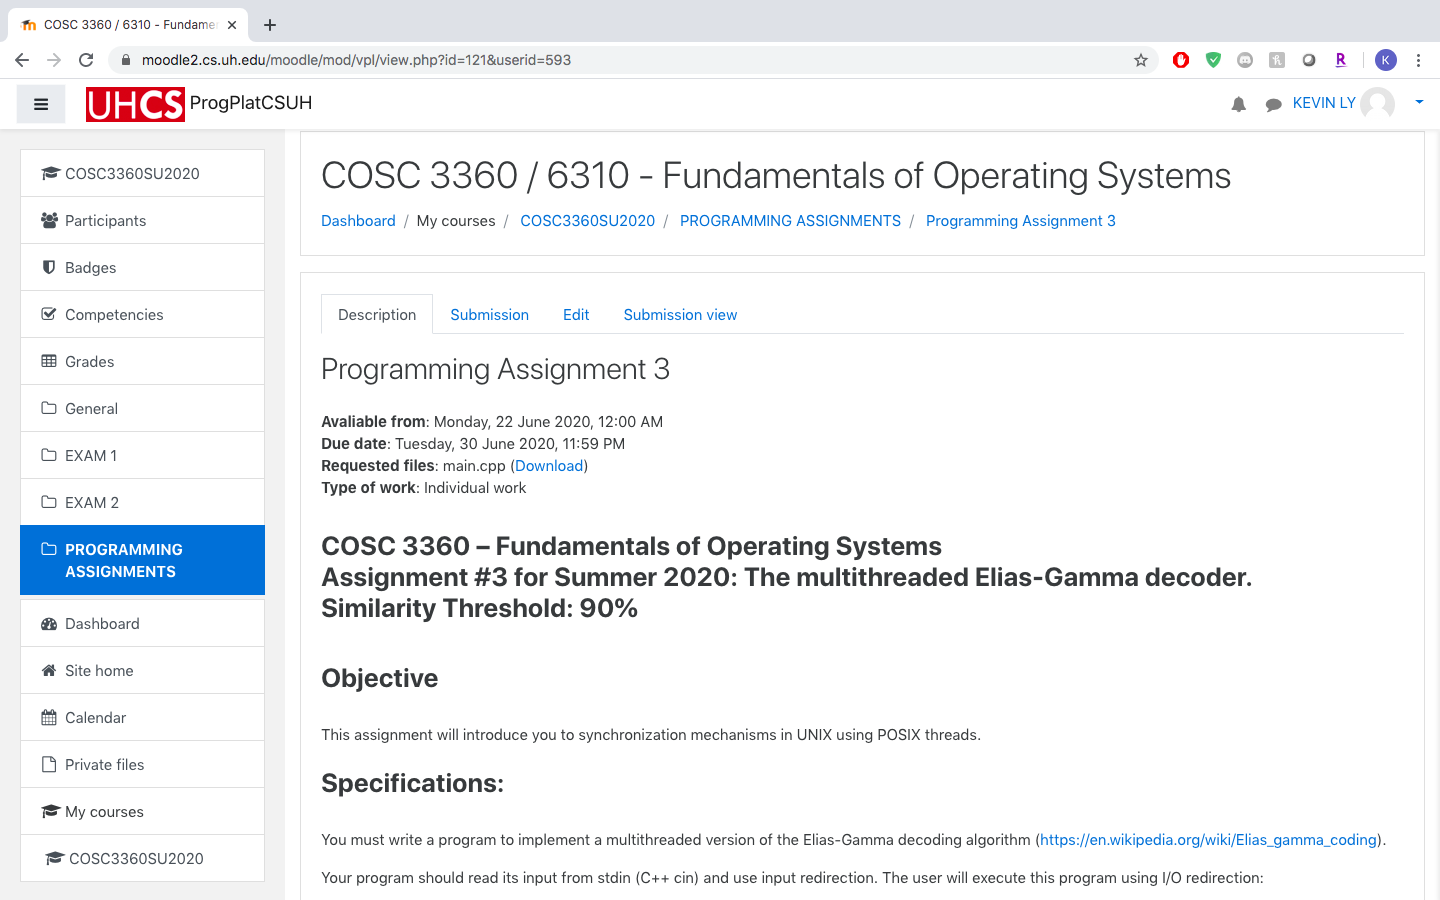 COSC 3360 / 6310 - Fundame
moodle2.cs.uh.edu/moodle/mod/vpl/view.php?id=121&userid=593
R
K
UHCS ProgPlatCSUH
KEVIN LY
COSC3360SU2020
Participants
Badges
Competencies
Grades
General
EXAM 1
EXAM 2
PROGRAMMING
ASSIGNMENTS
Dashboard
Site home
Calendar
Private files
My courses
COSC3360SU2020
COSC 3360 / 6310 - Fundamentals of Operating Systems
Dashboard / My courses / COSC3360SU2020 / PROGRAMMING ASSIGNMENTS / Programming Assignment 3
Description Submission Edit Submission view
Programming Assignment 3
Avaliable from: Monday, 22 June 2020, 12:00 AM
Due date: Tuesday, 30 June 2020, 11:59 PM
Requested files: main.cpp (Download)
Type of work: Individual work
COSC 3360 – Fundamentals of Operating Systems
Assignment #3 for Summer 2020: The multithreaded Elias-Gamma decoder.
Similarity Threshold: 90%
Objective
This assignment will introduce you to synchronization mechanisms in UNIX using POSIX threads.
Specifications:
You must write a program to implement a multithreaded version of the Elias-Gamma decoding algorithm (https://en.wikipedia.org/wiki/Elias_gamma_coding).
Your program should read its input from stdin (C++ cin) and use input redirection. The user will execute this program using I/O redirection: